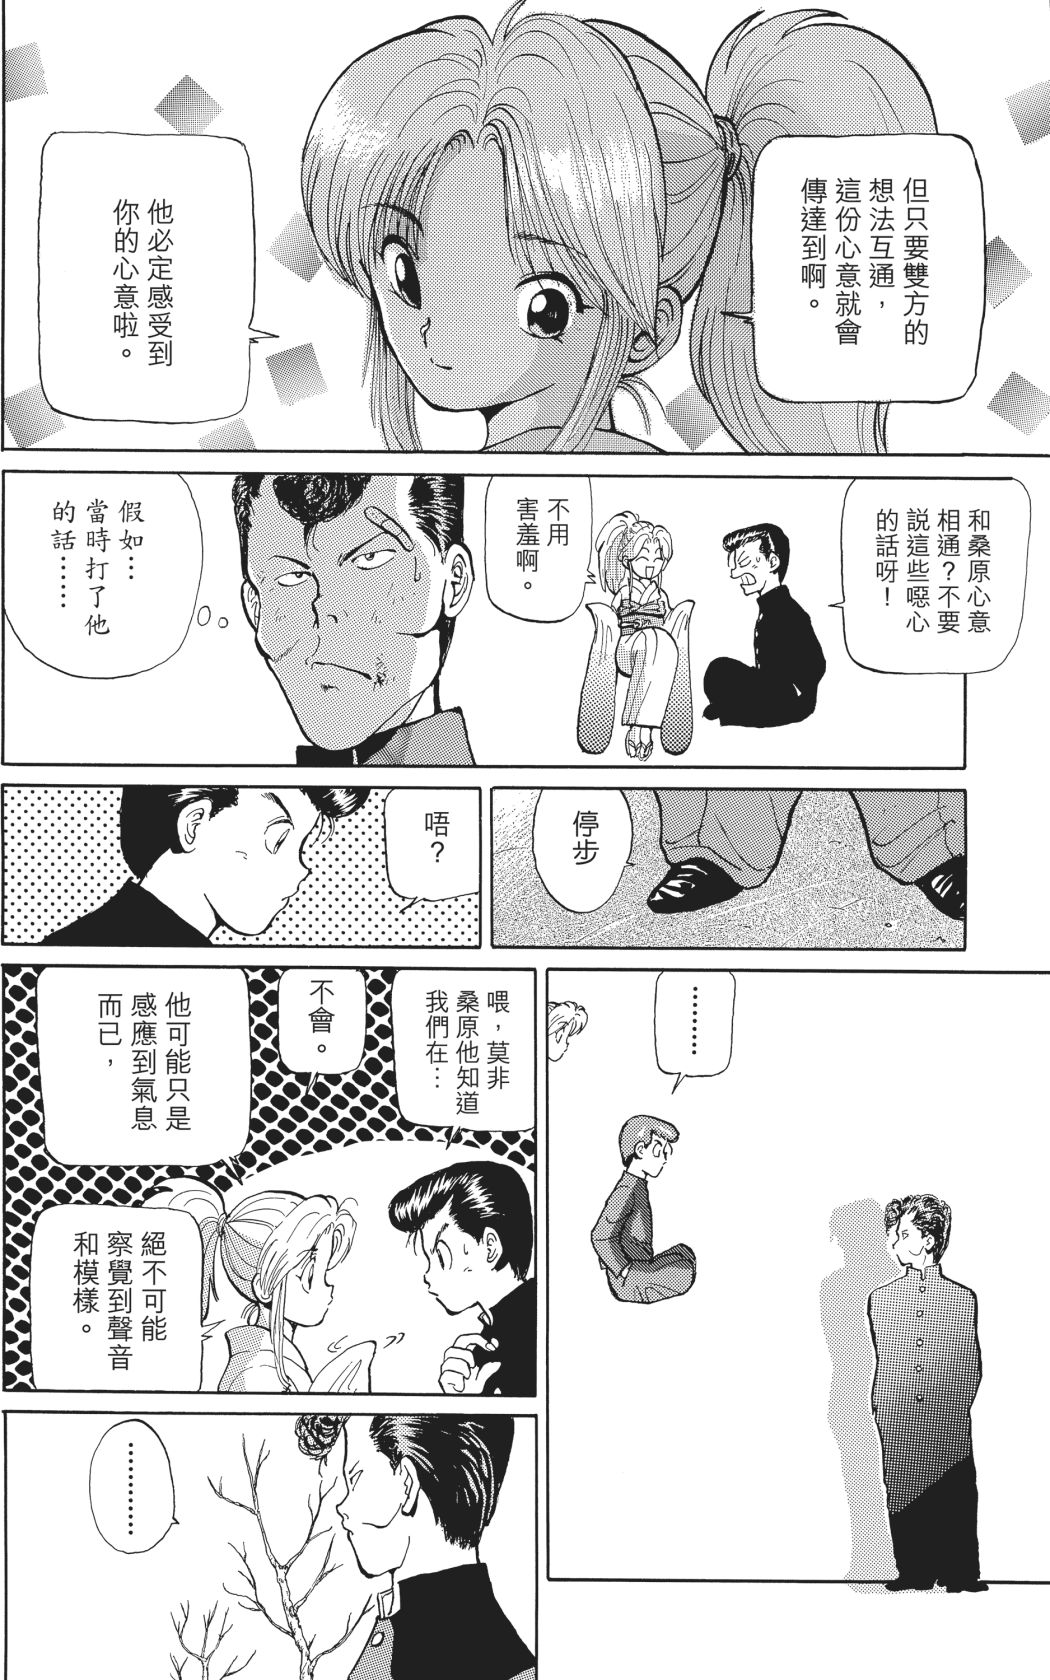 但只要雙方的
想法互通，
這份心意就會
傳達到啊。
他必定感受到
你的心意啦。
和桑原心意
相通？不要
說這些噁心
的話呀！
不用
害羞啊。
假如…
當時打了他
的話……
停步
唔？
………
喂，莫非
桑原他知道
我們在…
不會。
他可能只是
感應到氣息
而已，
絕不可能
察覺到聲音
和模樣。
………